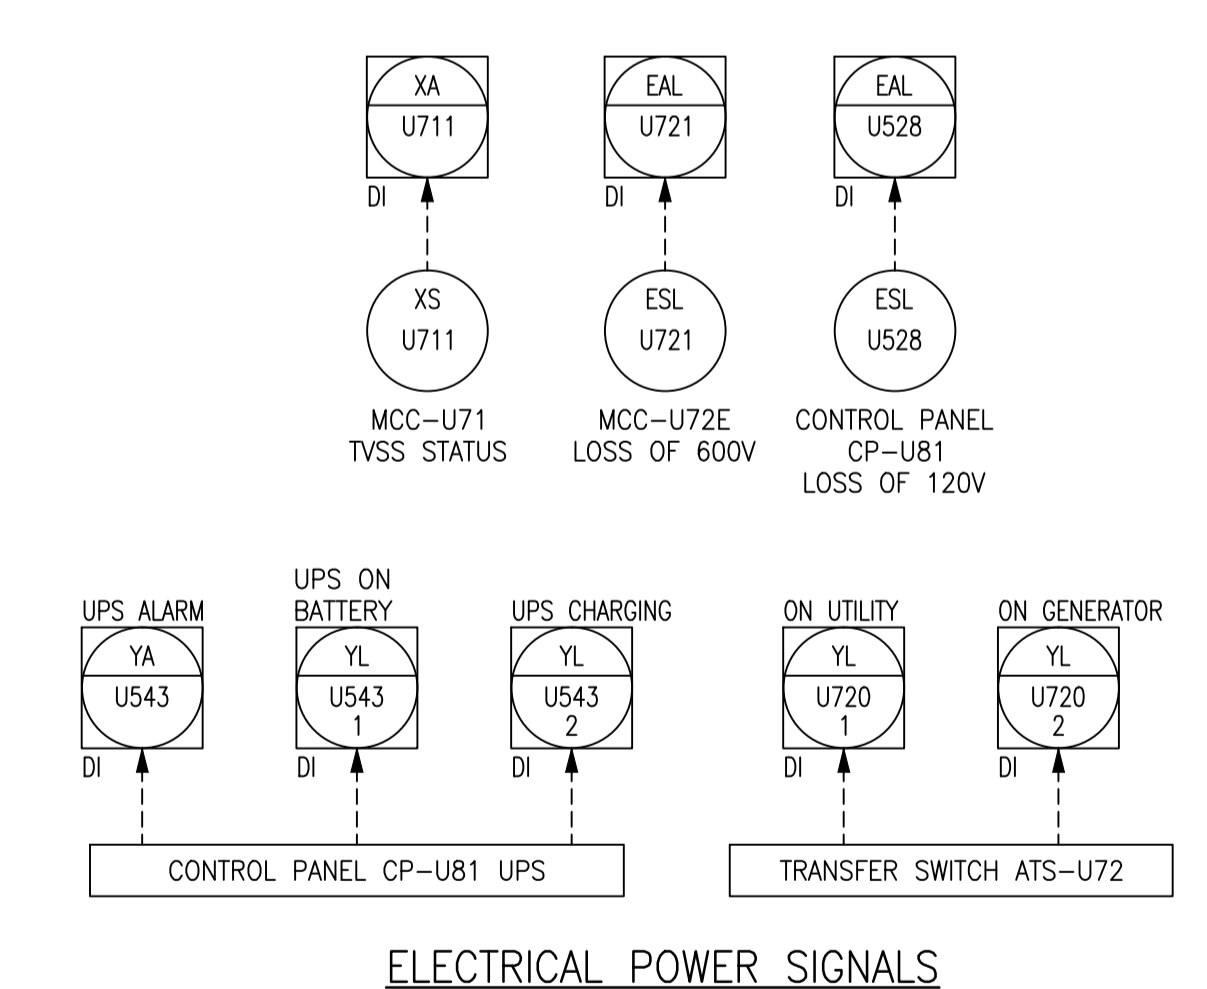 XA
U711
DI
EAL
U721
DI
EAL
U528
DI
XS
U711
MCC-U71
TVSS STATUS
ESL
U721
MCC-U72E
LOSS OF 600V
ESL
U528
CONTROL PANEL
CP-U81
LOSS OF 120V
UPS ALARM
YA
U543
DI
UPS ON
BATTERY
YL
U543
1
DI
UPS CHARGING
YL
U543
2
DI
ON UTILITY
YL
U720
1
DI
ON GENERATOR
YL
U720
2
DI
CONTROL PANEL CP-U81 UPS
TRANSFER SWITCH ATS-U72
ELECTRICAL POWER SIGNALS